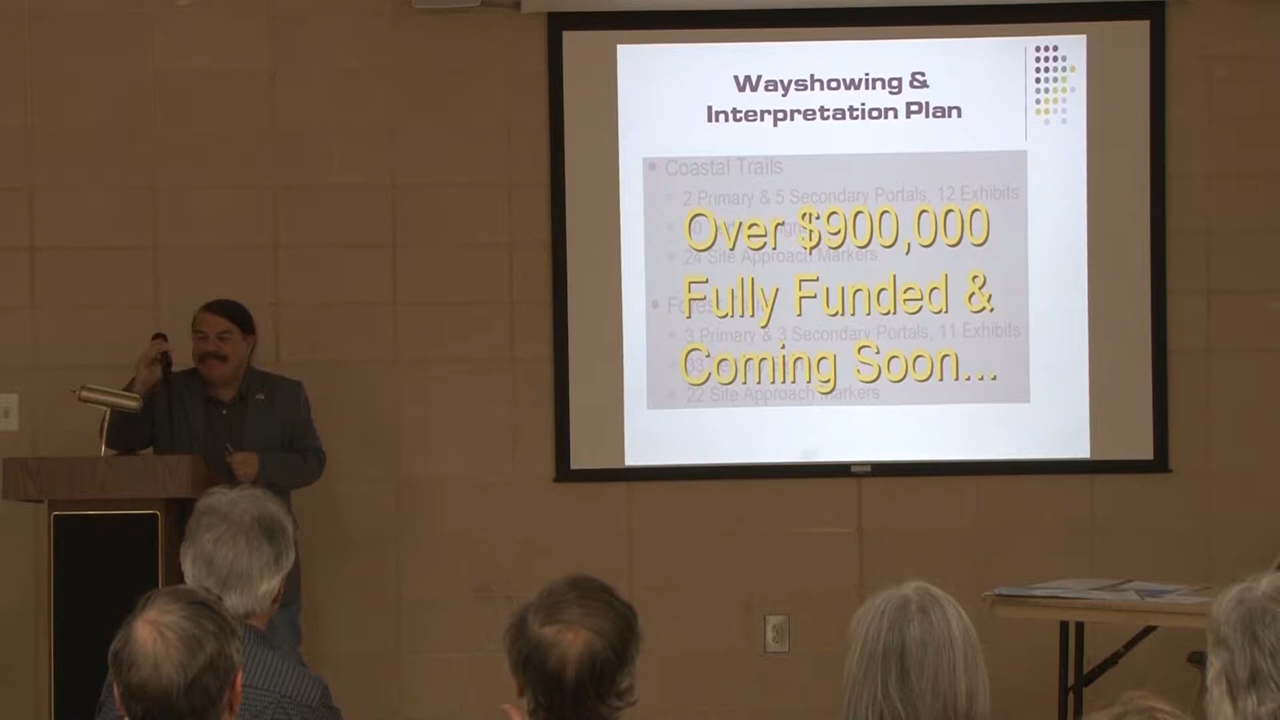 Wayshowing &
Interpretation Plan
Coastal Trails
2 Primary & 5 Secondary Portals, 12 Exhibits
24 Site Approach Markers
3 Primary & 3 Secondary Portals, 11 Exhibits
22 Site Approach Markers
Over $900,000
Fully Funded &
Coming Soon...